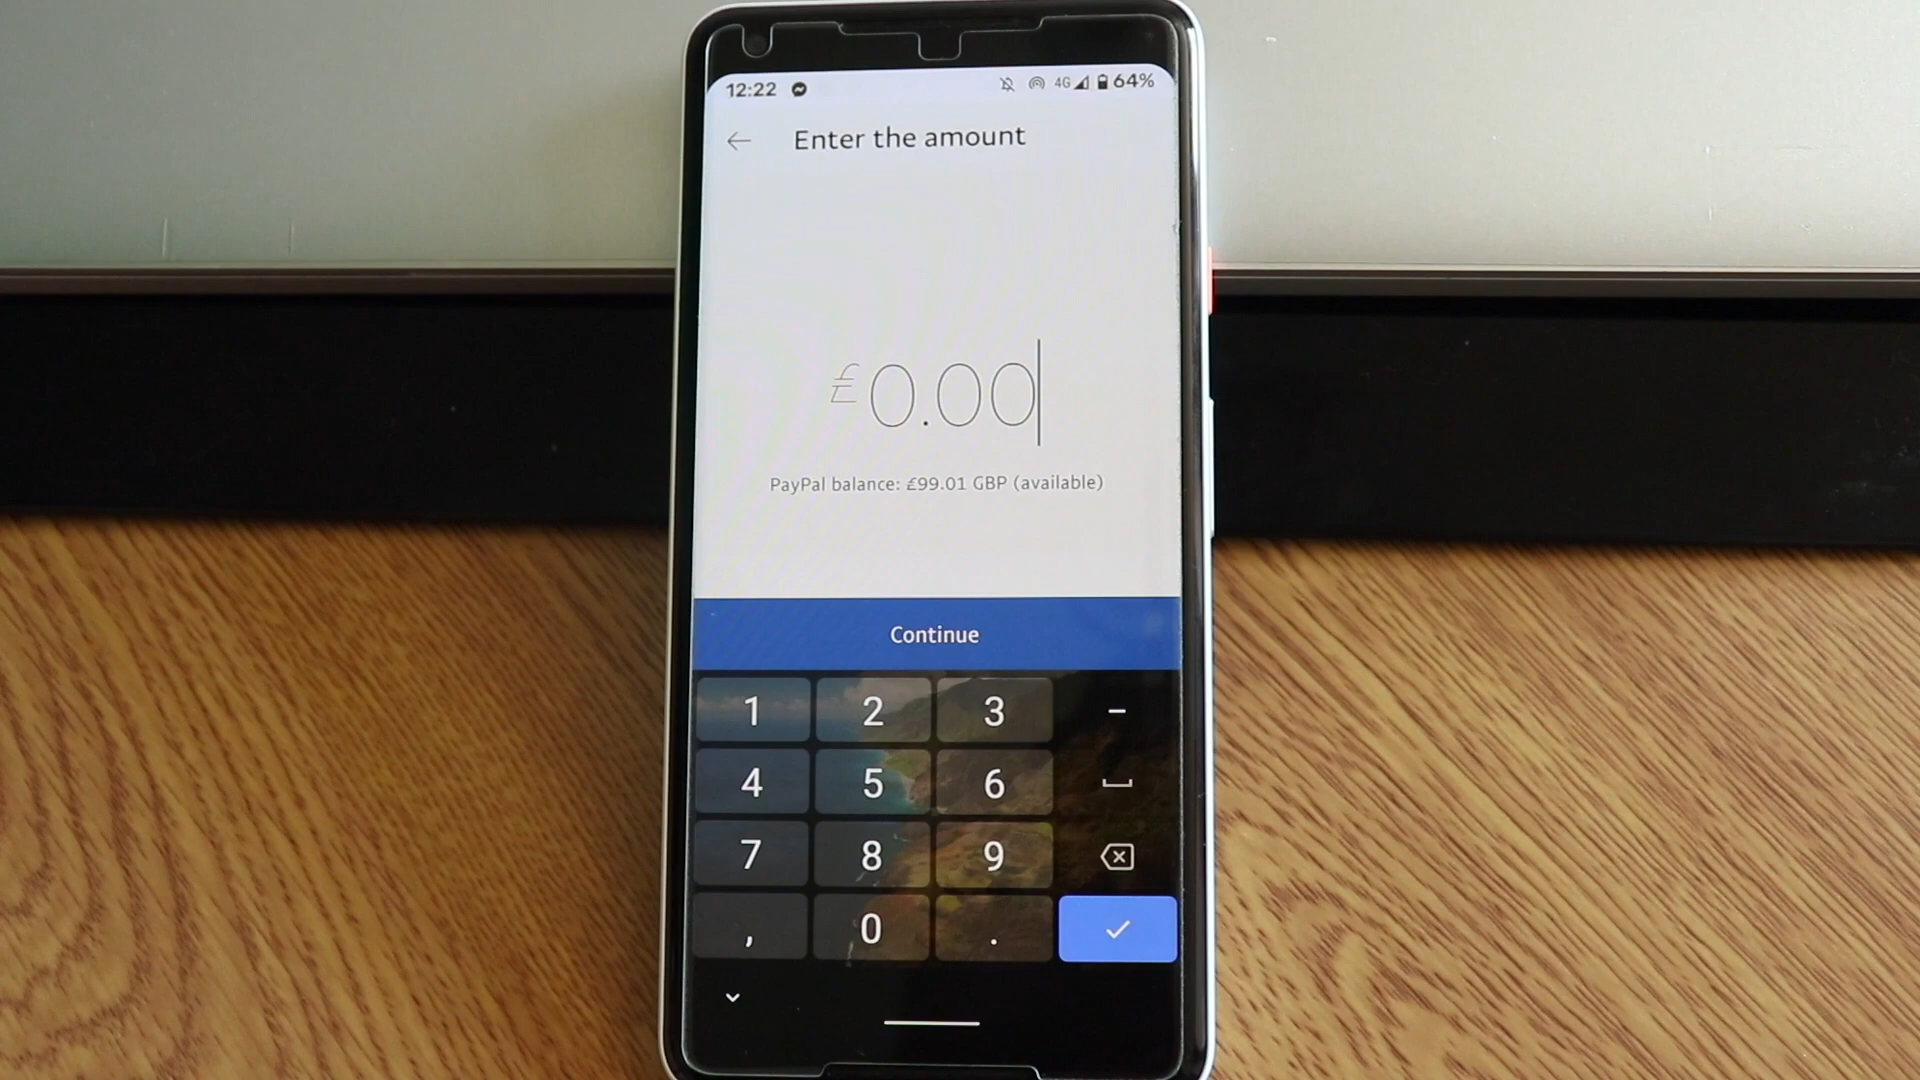 12:22 4G 64%
Enter the amount
£0.00
PayPal balance: £99.01 GBP (available)
Continue
1 2 3 –
4 5 6
7 8 9
, 0 .